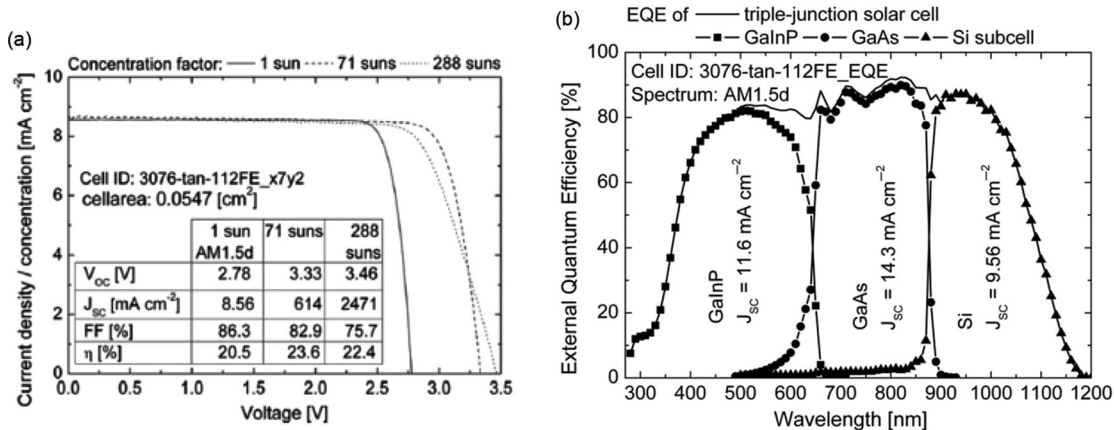 (a)
Concentration factor: 1 sun 71 suns 288 suns
Current density / concentration [mA cm-2]
10
8
6
4
2
0
Cell ID: 3076-tan-112FE_x7y2
cellarea: 0.0547 [cm2]
1 sun AM1.5d 71 suns 288 suns
VOC [V] 2.78 3.33 3.46
JSC [mA cm-2] 8.56 614 2471
FF [%] 86.3 82.9 75.7
η [%] 20.5 23.6 22.4
0.0 0.5 1.0 1.5 2.0 2.5 3.0 3.5
Voltage [V]
(b)
EQE of triple-junction solar cell
GaInP GaAs Si subcell
External Quantum Efficiency [%]
100
80
60
40
20
0
Cell ID: 3076-tan-112FE_EQE
Spectrum: AM1.5d
GaInP
JSC = 11.6 mA cm-2
GaAs
JSC = 14.3 mA cm-2
Si
JSC = 9.56 mA cm-2
300 400 500 600 700 800 900 1000 1100 1200
Wavelength [nm]